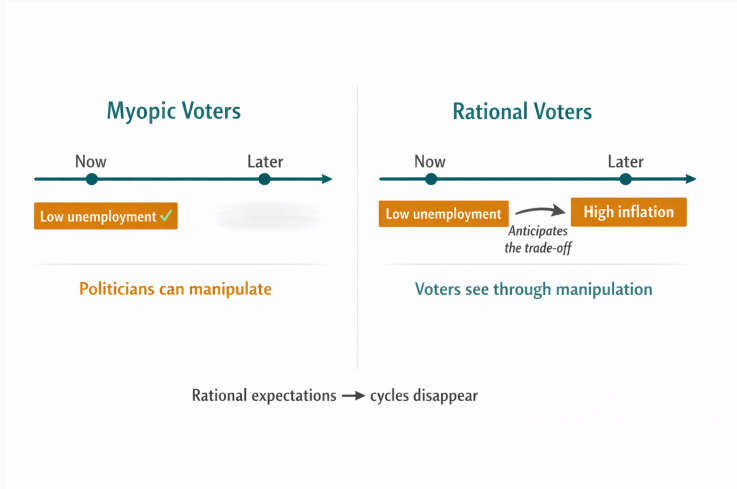 Myopic Voters
Now
Later
Low unemployment ✓
Politicians can manipulate
Rational Voters
Now
Later
Low unemployment
High inflation
Anticipates
the trade-off
Voters see through manipulation
Rational expectations → cycles disappear